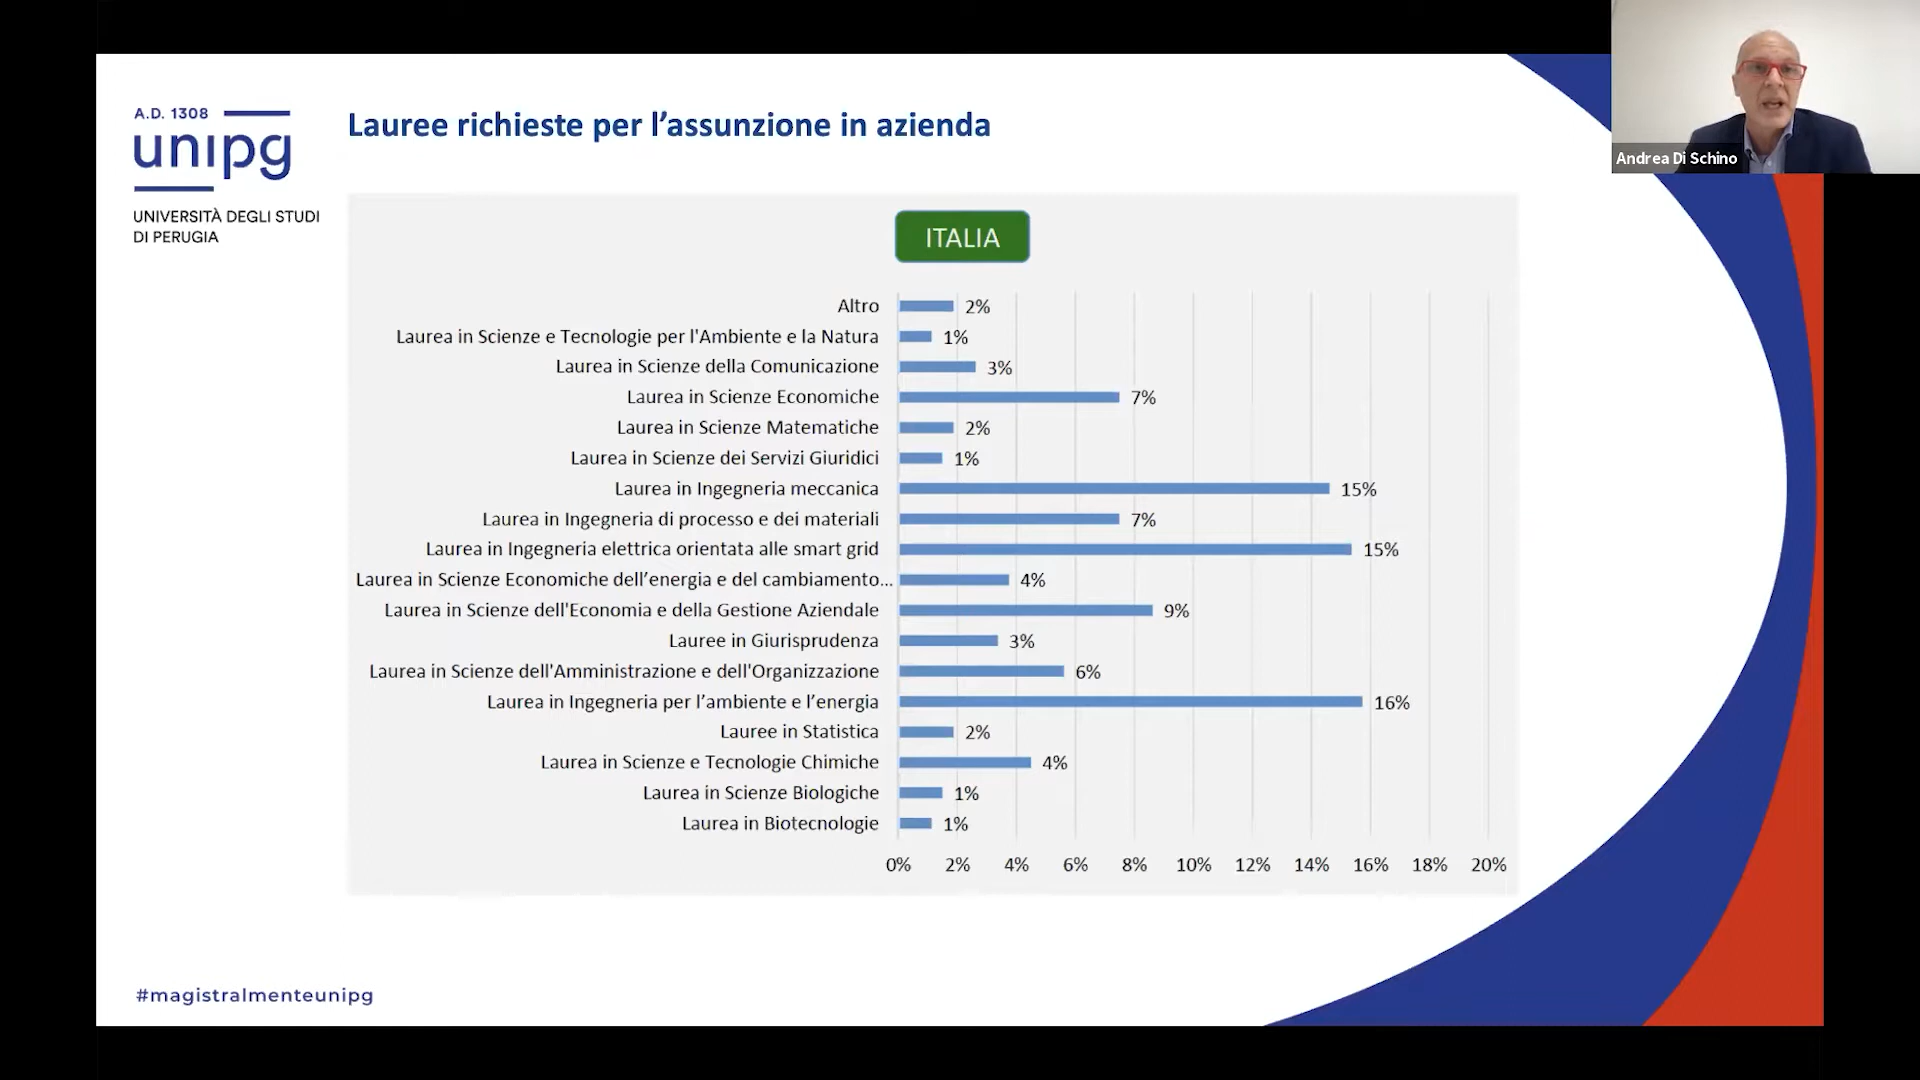 A.D. 1308
unipg
UNIVERSITÀ DEGLI STUDI
DI PERUGIA
Lauree richieste per l’assunzione in azienda
Andrea Di Schino
ITALIA
Altro 2%
Laurea in Scienze e Tecnologie per l'Ambiente e la Natura 1%
Laurea in Scienze della Comunicazione 3%
Laurea in Scienze Economiche 7%
Laurea in Scienze Matematiche 2%
Laurea in Scienze dei Servizi Giuridici 1%
Laurea in Ingegneria meccanica 15%
Laurea in Ingegneria di processo e dei materiali 7%
Laurea in Ingegneria elettrica orientata alle smart grid 15%
Laurea in Scienze Economiche dell’energia e del cambiamento... 4%
Laurea in Scienze dell'Economia e della Gestione Aziendale 9%
Lauree in Giurisprudenza 3%
Laurea in Scienze dell'Amministrazione e dell'Organizzazione 6%
Laurea in Ingegneria per l’ambiente e l’energia 16%
Lauree in Statistica 2%
Laurea in Scienze e Tecnologie Chimiche 4%
Laurea in Scienze Biologiche 1%
Laurea in Biotecnologie 1%
0% 2% 4% 6% 8% 10% 12% 14% 16% 18% 20%
#magistralmenteunipg